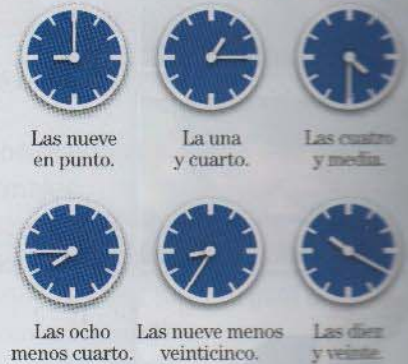 Las nueve
en punto.
La una
y cuarto.
Las cuatro
y media.
Las ocho
menos cuarto.
Las nueve menos
veinticinco.
Las diez
y veinte.